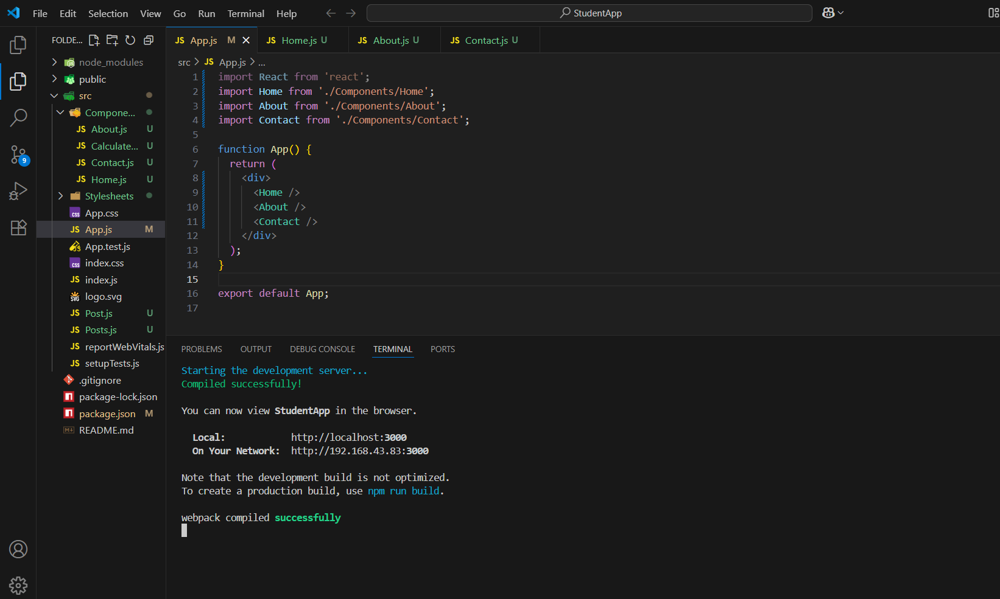 File Edit Selection View Go Run Terminal Help
StudentApp
FOLDE...
node_modules
public
src
Compone...
JS About.js U
JS Calculate... U
JS Contact.js U
JS Home.js U
Stylesheets
css App.css
JS App.js M
JS App.test.js
css index.css
JS index.js
SVG logo.svg
JS Post.js U
JS Posts.js U
JS reportWebVitals.js
JS setupTests.js
.gitignore
package-lock.json
package.json M
M↓ README.md
9
JS App.js M JS Home.js U JS About.js U JS Contact.js U
src > JS App.js > ...
1 import React from 'react';
2 import Home from './Components/Home';
3 import About from './Components/About';
4 import Contact from './Components/Contact';
5
6 function App() {
7 return (
8 <div>
9 <Home />
10 <About />
11 <Contact />
12 </div>
13 );
14 }
15
16 export default App;
17
PROBLEMS OUTPUT DEBUG CONSOLE TERMINAL PORTS
Starting the development server...
Compiled successfully!
You can now view StudentApp in the browser.
Local: http://localhost:3000
On Your Network: http://192.168.43.83:3000
Note that the development build is not optimized.
To create a production build, use npm run build.
webpack compiled successfully